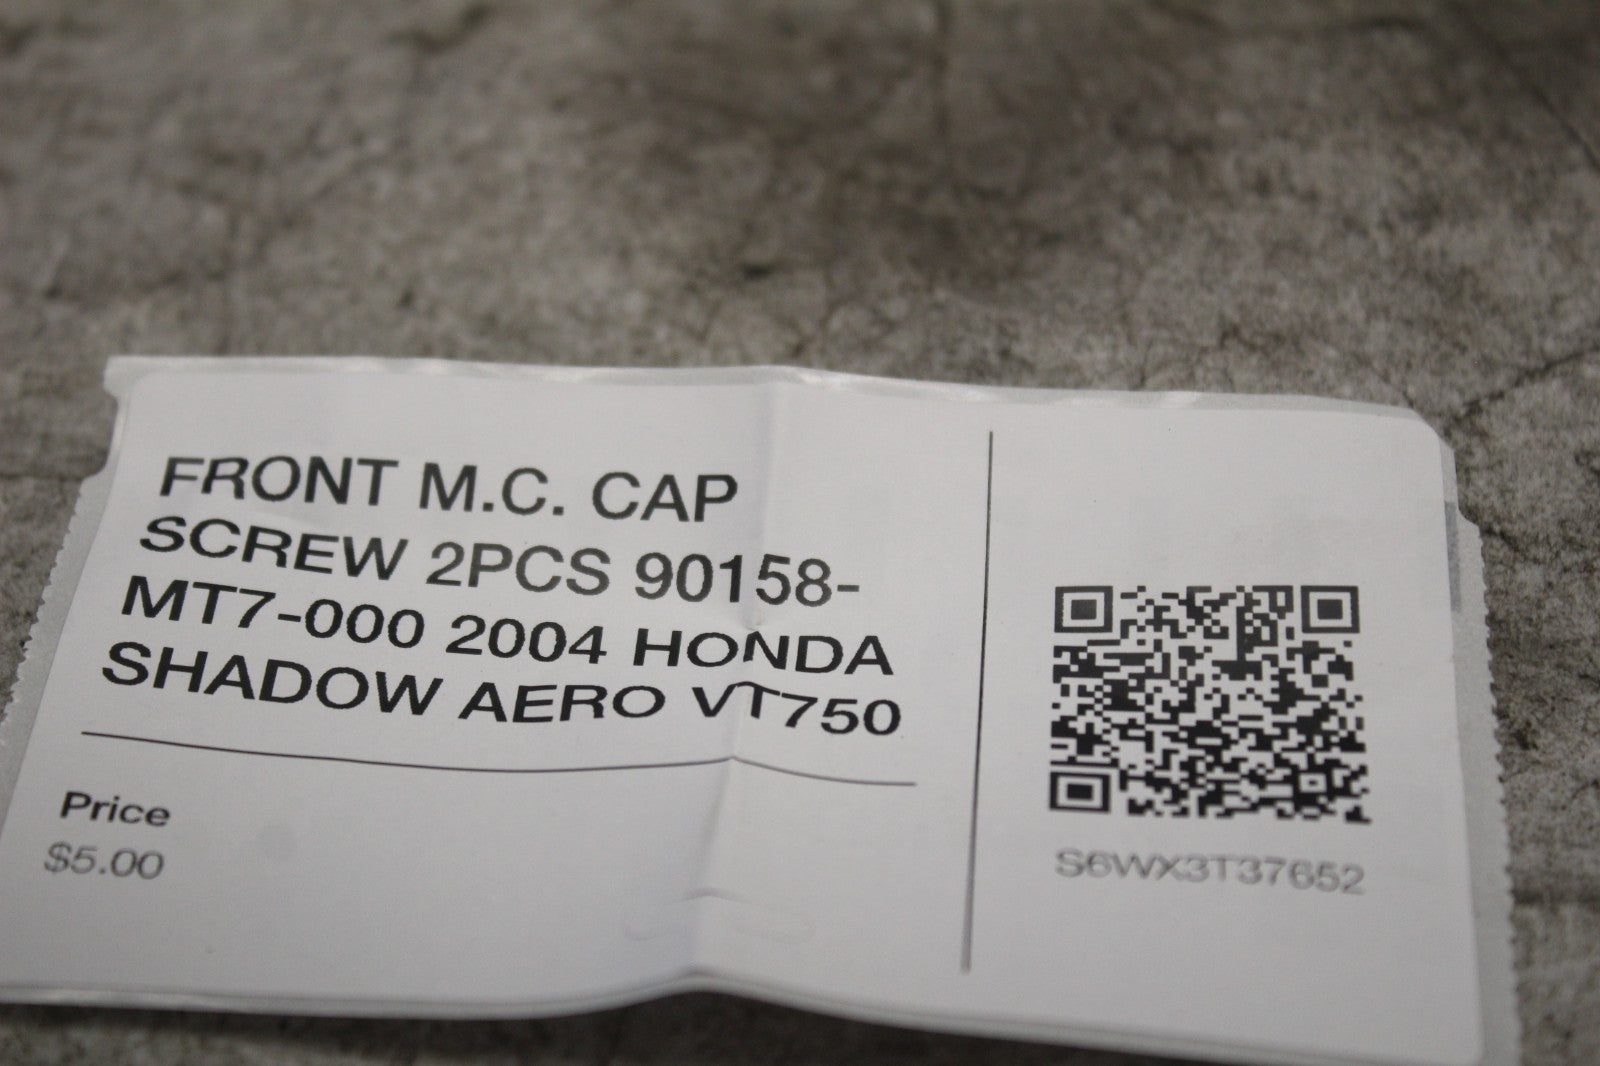 FRONT M.C. CAP
SCREW 2PCS 90158-
MT7-000 2004 HONDA
SHADOW AERO VT750
Price
$5.00
S6WX3T37652